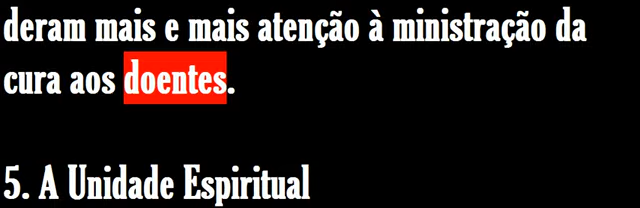 deram mais e mais atenção à ministração da
cura aos doentes.
5. A Unidade Espiritual